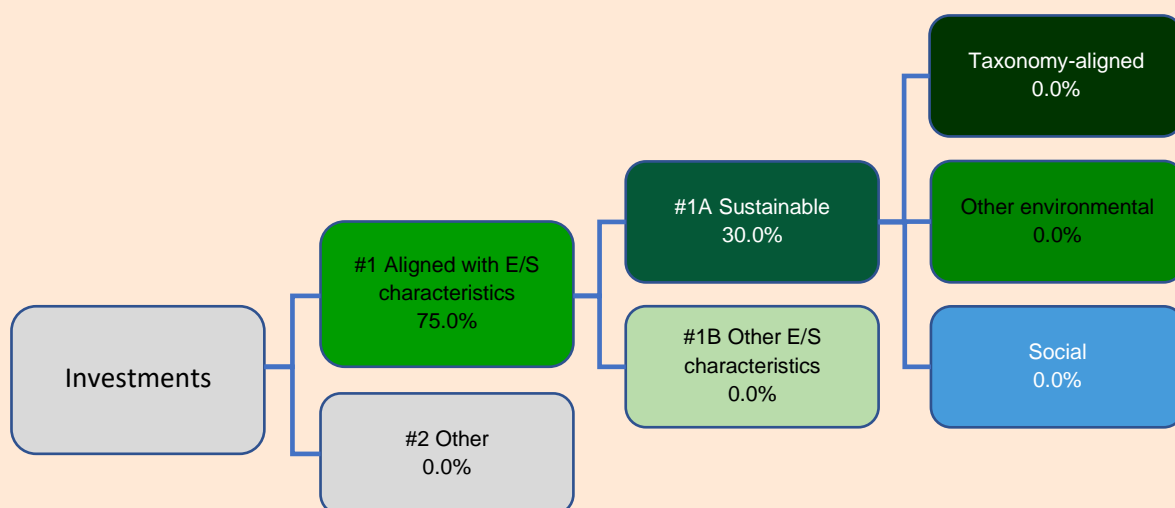 Investments
#1 Aligned with E/S
characteristics
75.0%
#2 Other
0.0%
#1A Sustainable
30.0%
#1B Other E/S
characteristics
0.0%
Taxonomy-aligned
0.0%
Other environmental
0.0%
Social
0.0%